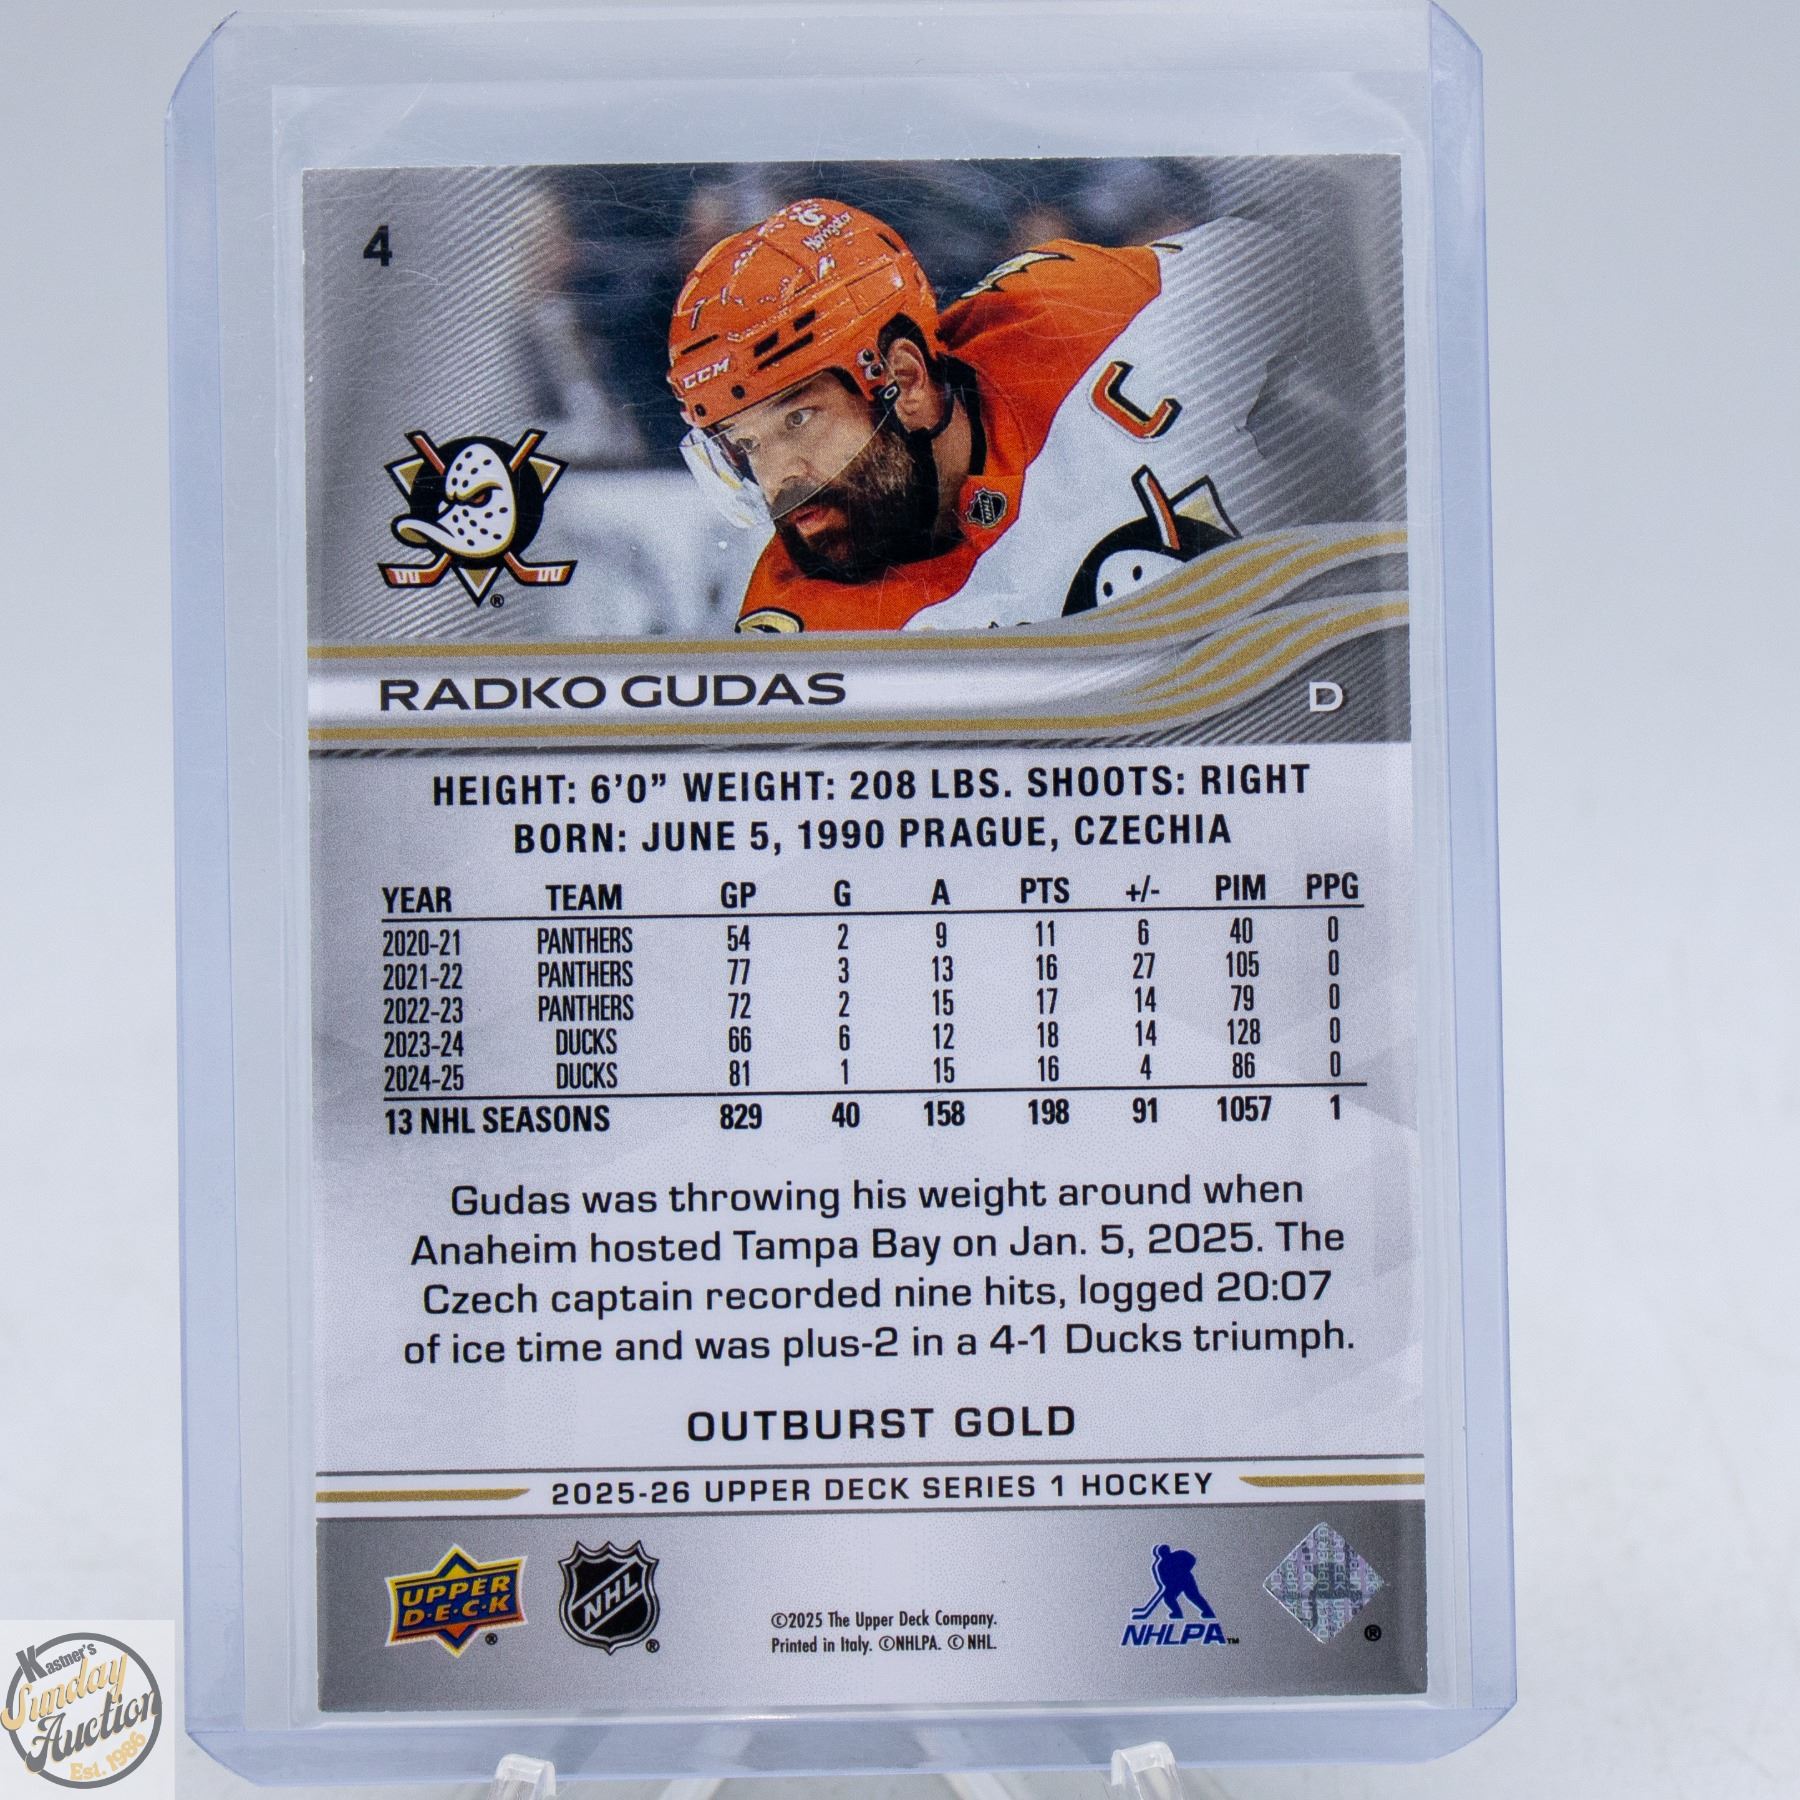 4
Navigator
CCM
C
NHL
RADKO GUDAS
D
HEIGHT: 6’0” WEIGHT: 208 LBS. SHOOTS: RIGHT
BORN: JUNE 5, 1990 PRAGUE, CZECHIA
YEAR TEAM GP G A PTS +/- PIM PPG
2020-21 PANTHERS 54 2 9 11 6 40 0
2021-22 PANTHERS 77 3 13 16 27 105 0
2022-23 PANTHERS 72 2 15 17 14 79 0
2023-24 DUCKS 66 6 12 18 14 128 0
2024-25 DUCKS 81 1 15 16 4 86 0
13 NHL SEASONS 829 40 158 198 91 1057 1
Gudas was throwing his weight around when
Anaheim hosted Tampa Bay on Jan. 5, 2025. The
Czech captain recorded nine hits, logged 20:07
of ice time and was plus-2 in a 4-1 Ducks triumph.
OUTBURST GOLD
2025-26 UPPER DECK SERIES 1 HOCKEY
UPPER
D·E·C·K
®
NHL
®
©2025 The Upper Deck Company.
Printed in Italy. ©NHLPA. © NHL.
NHLPA™
®
Kastner's
Sunday
Auction
Est. 1986